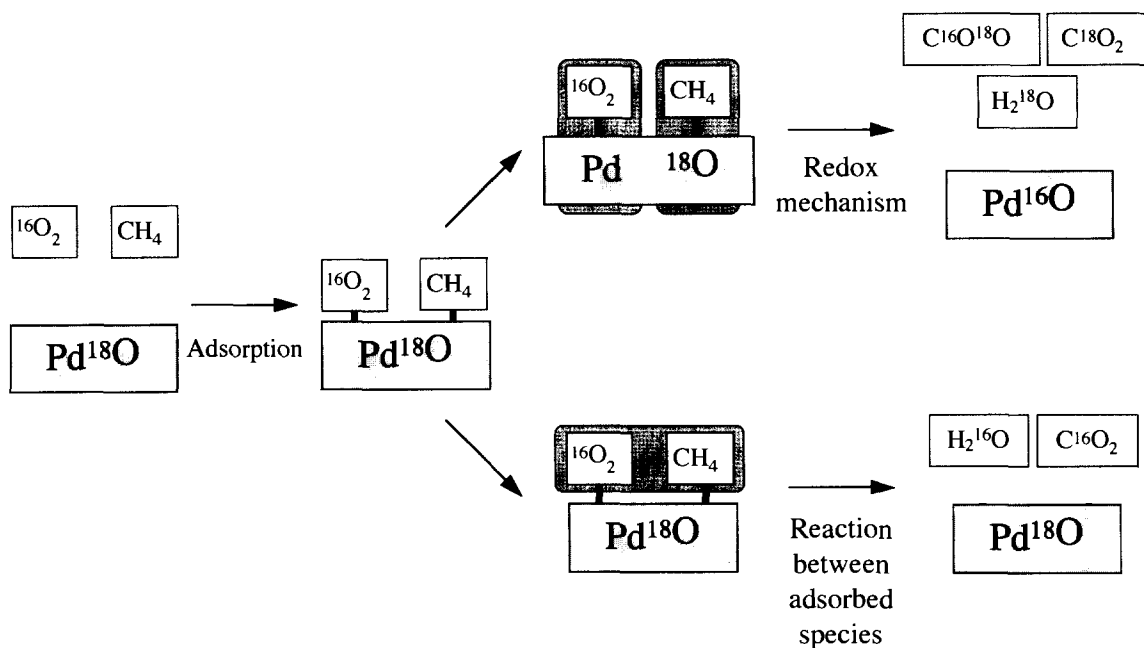 C¹⁶O¹⁸O
C¹⁸O₂
H₂¹⁸O
¹⁶O₂
CH₄
Pd
¹⁸O
Redox
mechanism
Pd¹⁶O
¹⁶O₂
CH₄
Pd¹⁸O
Adsorption
¹⁶O₂
CH₄
Pd¹⁸O
¹⁶O₂
CH₄
Pd¹⁸O
Reaction
between
adsorbed
species
H₂¹⁶O
C¹⁶O₂
Pd¹⁸O